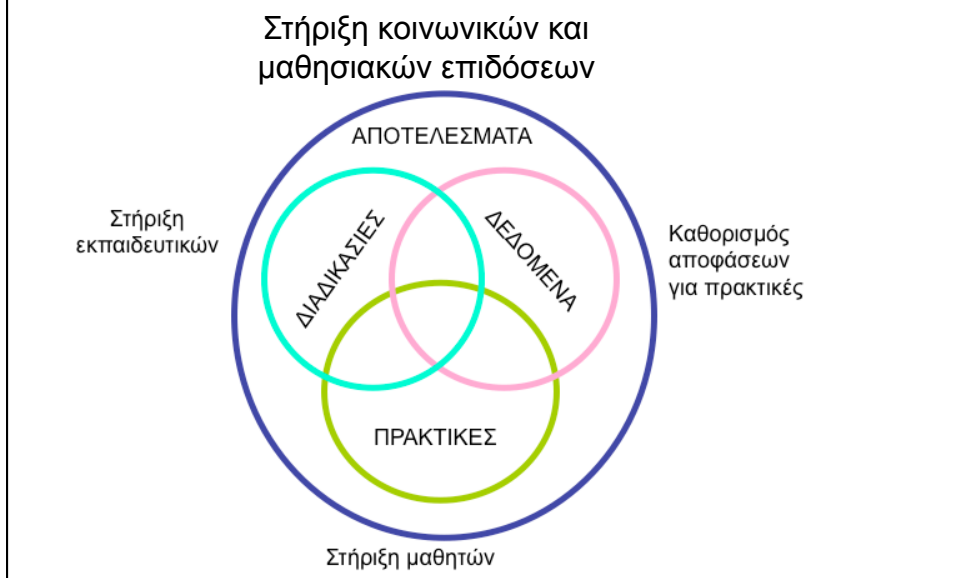 Στήριξη κοινωνικών και
μαθησιακών επιδόσεων
ΑΠΟΤΕΛΕΣΜΑΤΑ
Στήριξη
εκπαιδευτικών
ΔΙΑΔΙΚΑΣΙΕΣ
ΔΕΔΟΜΕΝΑ
Καθορισμός
αποφάσεων
για πρακτικές
ΠΡΑΚΤΙΚΕΣ
Στήριξη μαθητών